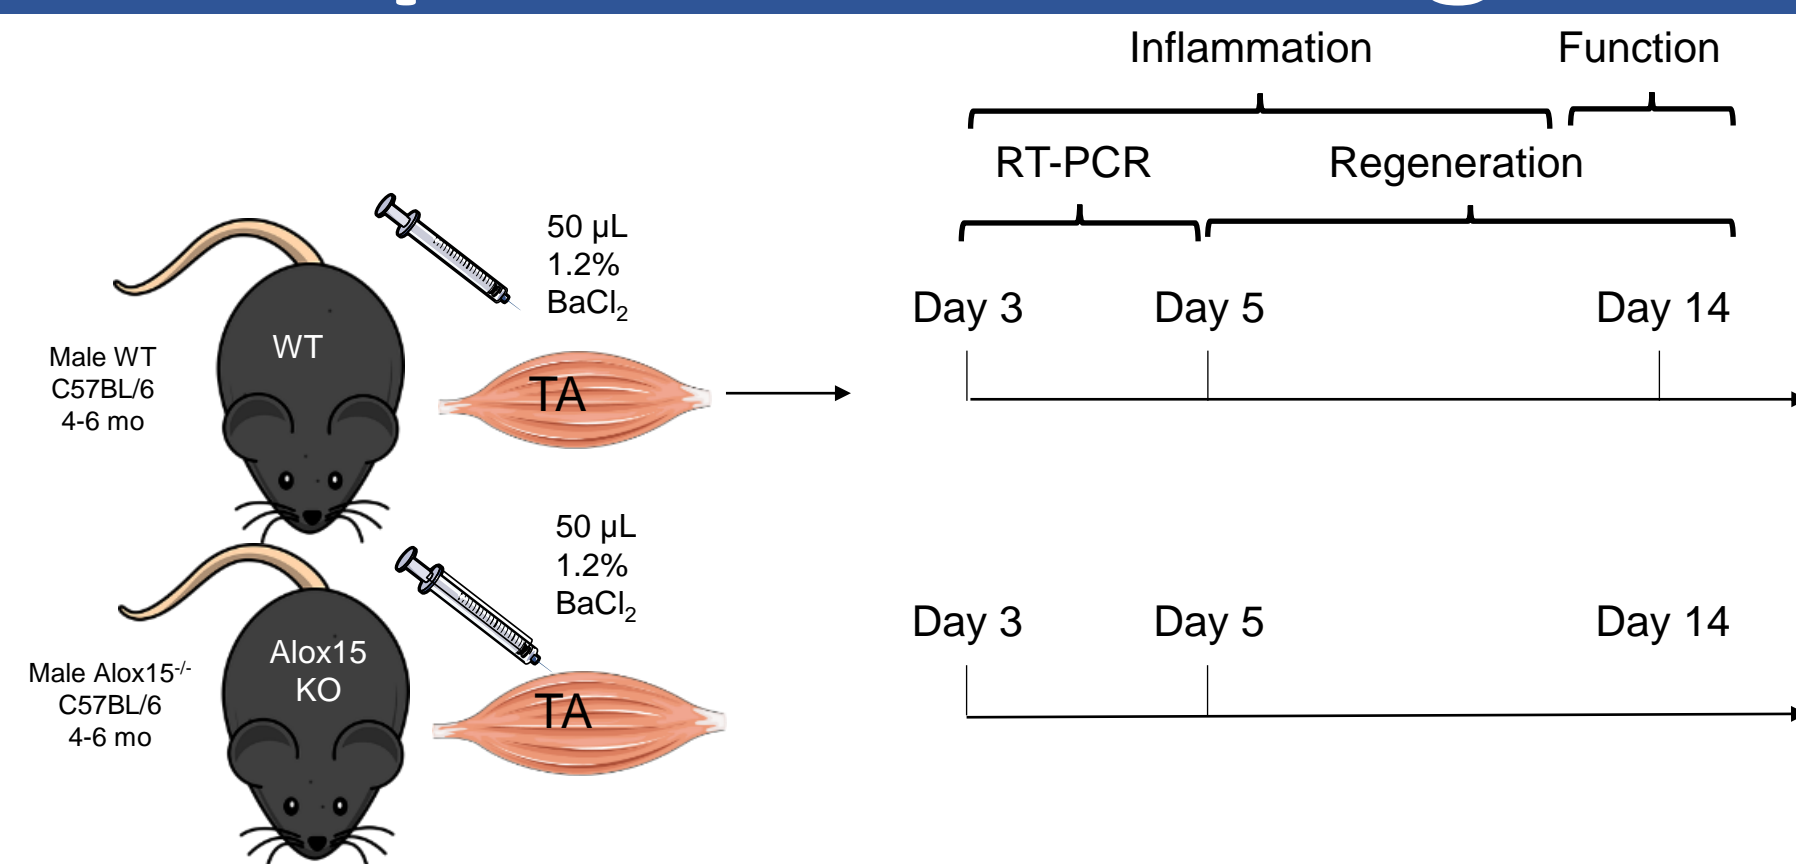 Inflammation
Function
RT-PCR
Regeneration
50 µL
1.2%
BaCl₂
Day 3
Day 5
Day 14
WT
Male WT
C57BL/6
4-6 mo
TA
50 µL
1.2%
BaCl₂
Day 3
Day 5
Day 14
Alox15
KO
Male Alox15⁻/⁻
C57BL/6
4-6 mo
TA